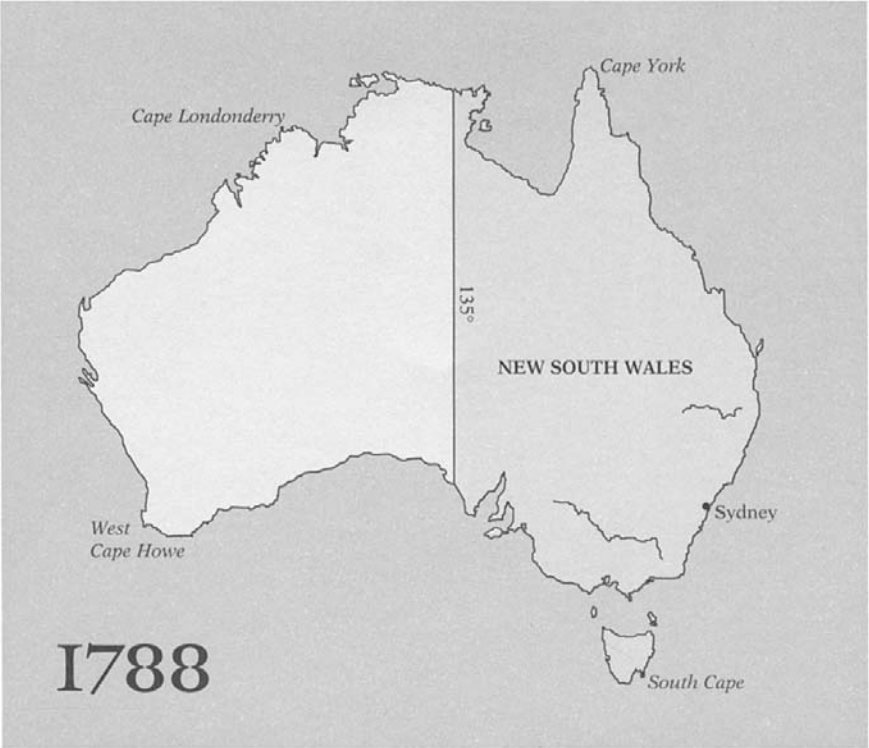 Cape York
Cape Londonderry
135°
NEW SOUTH WALES
Sydney
West
Cape Howe
1788
South Cape